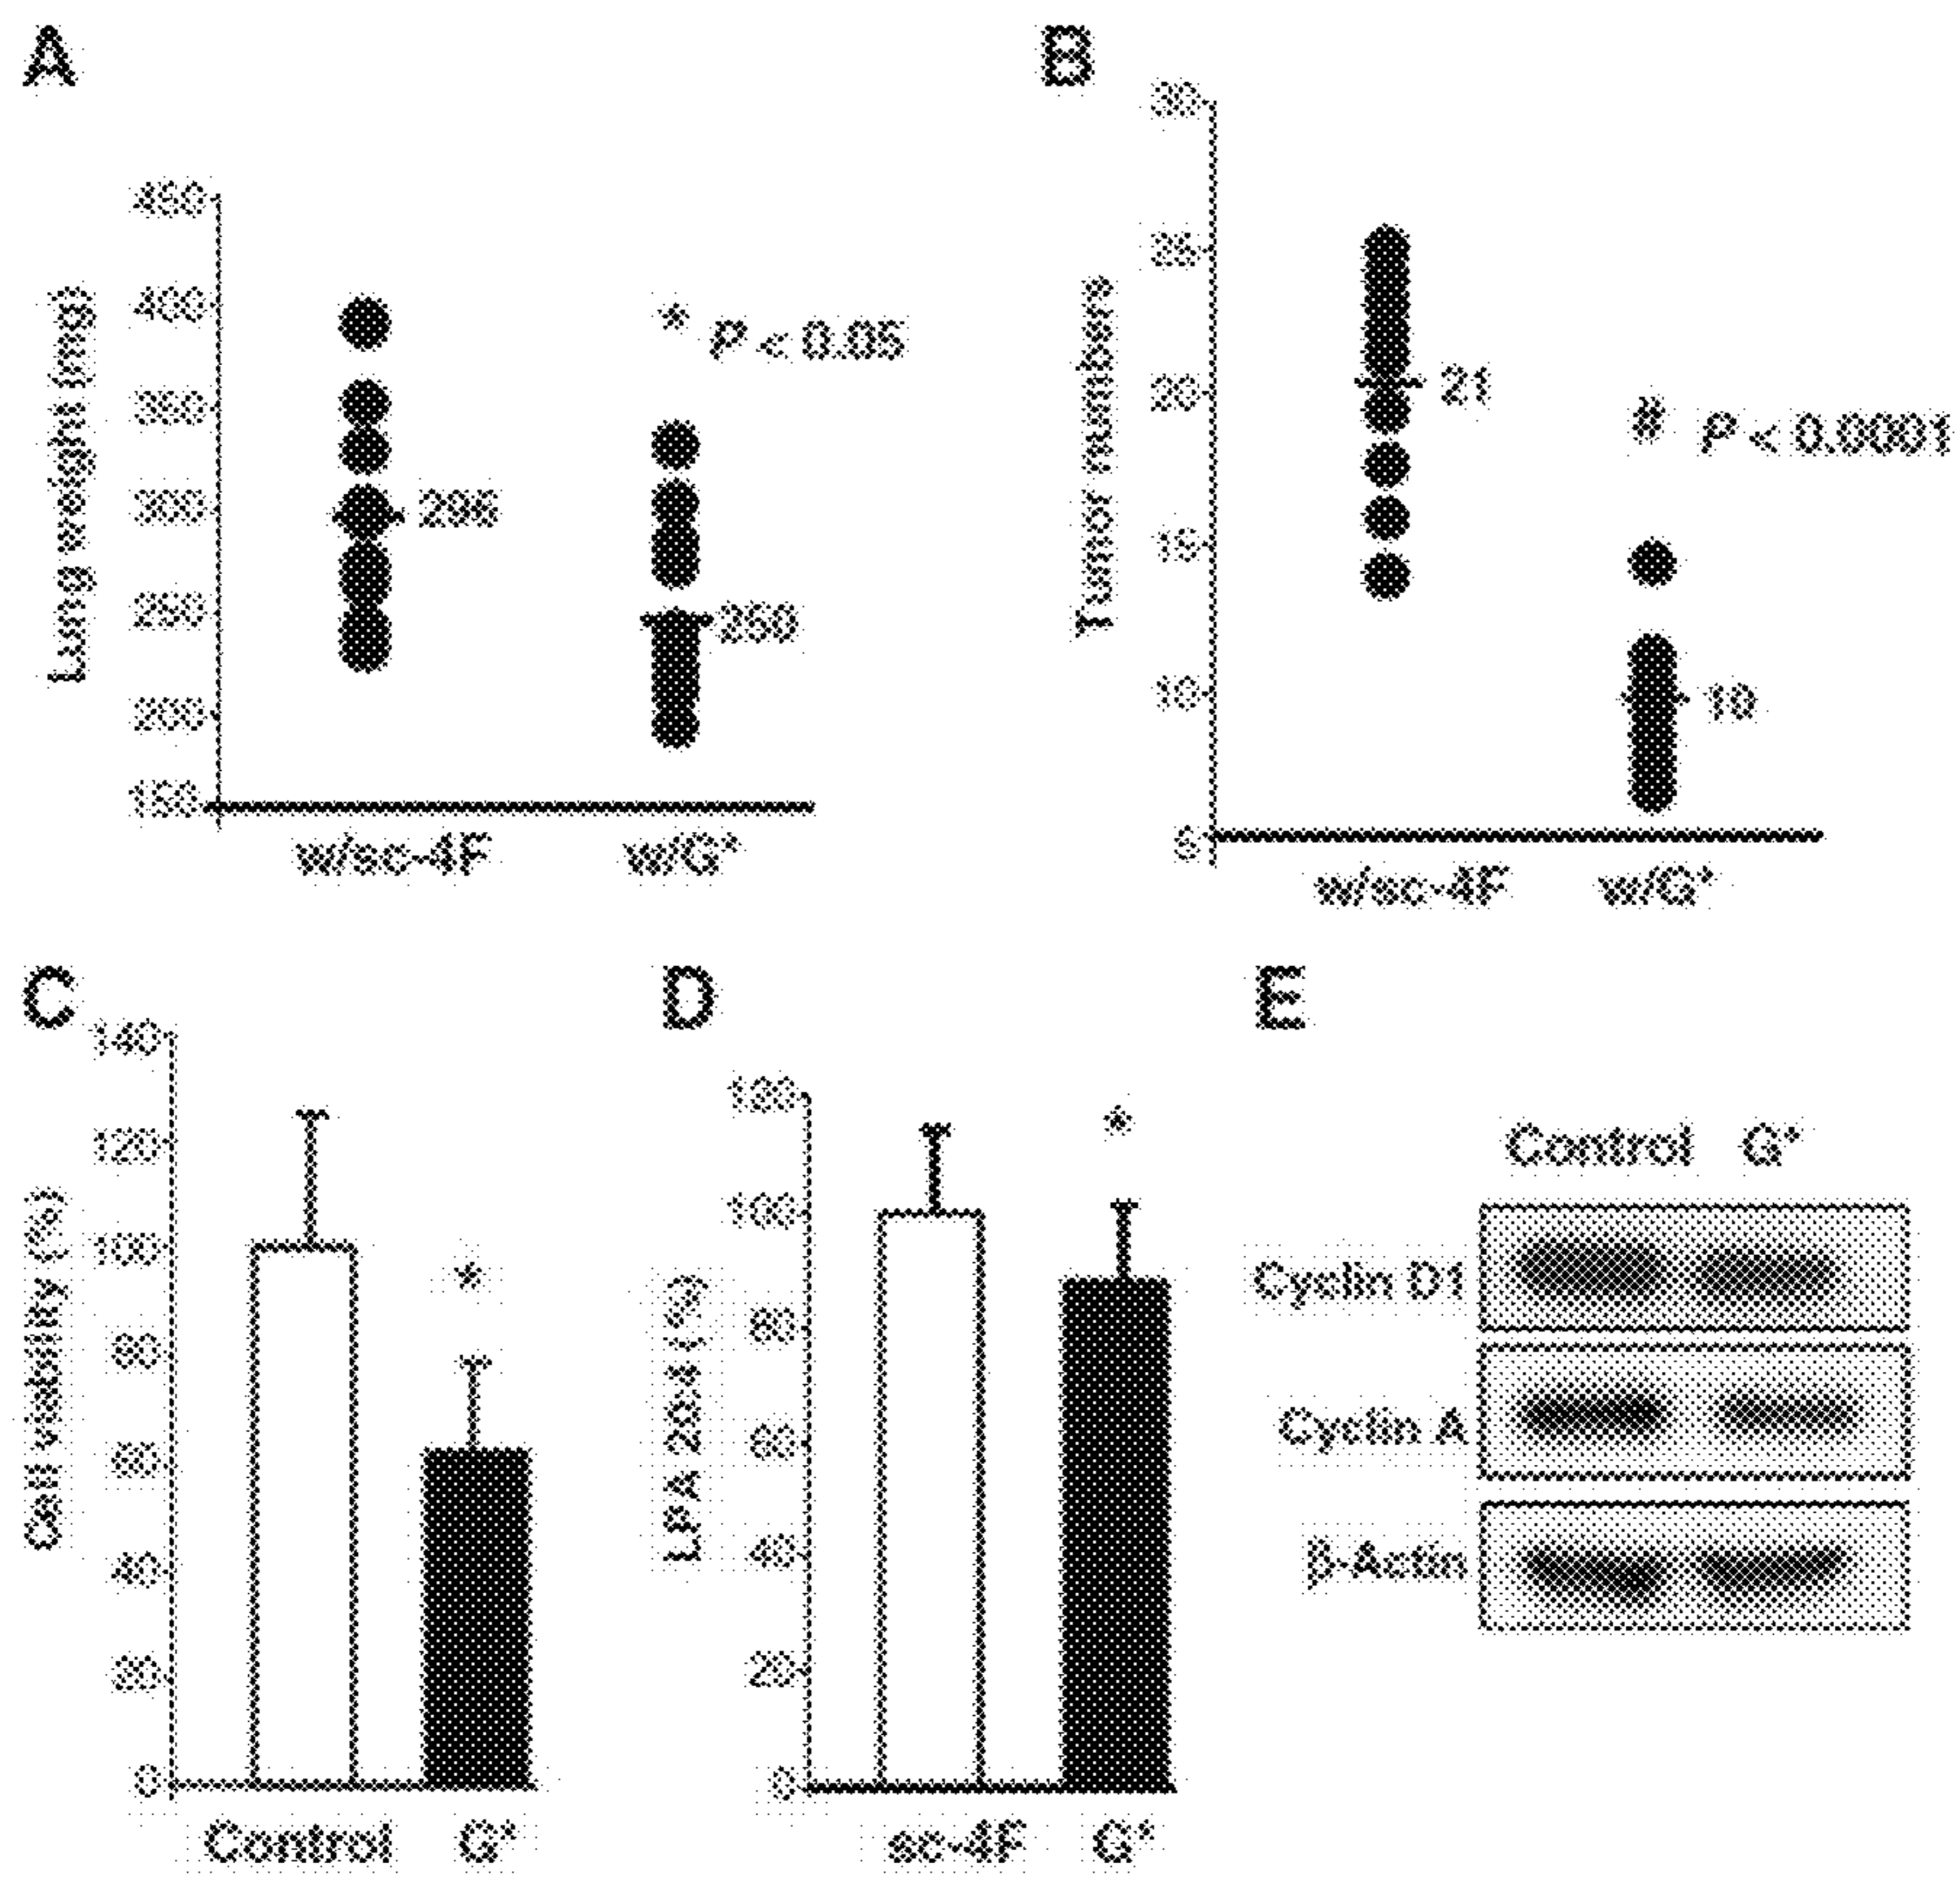 A
Lung weight (mg)
450
400
350
300
250
200
150
296
250
* P < 0.05
w/sc-4F w/G*
B
Tumor numbers
30
25
20
15
10
5
21
10
# P < 0.0001
w/sc-4F w/G*
C
Cell viability (%)
140
120
100
80
60
40
20
0
*
Control G*
D
LPA 20:4 (%)
120
100
80
60
40
20
0
*
sc-4F G*
E
Control G*
Cyclin D1
Cyclin A
β-Actin